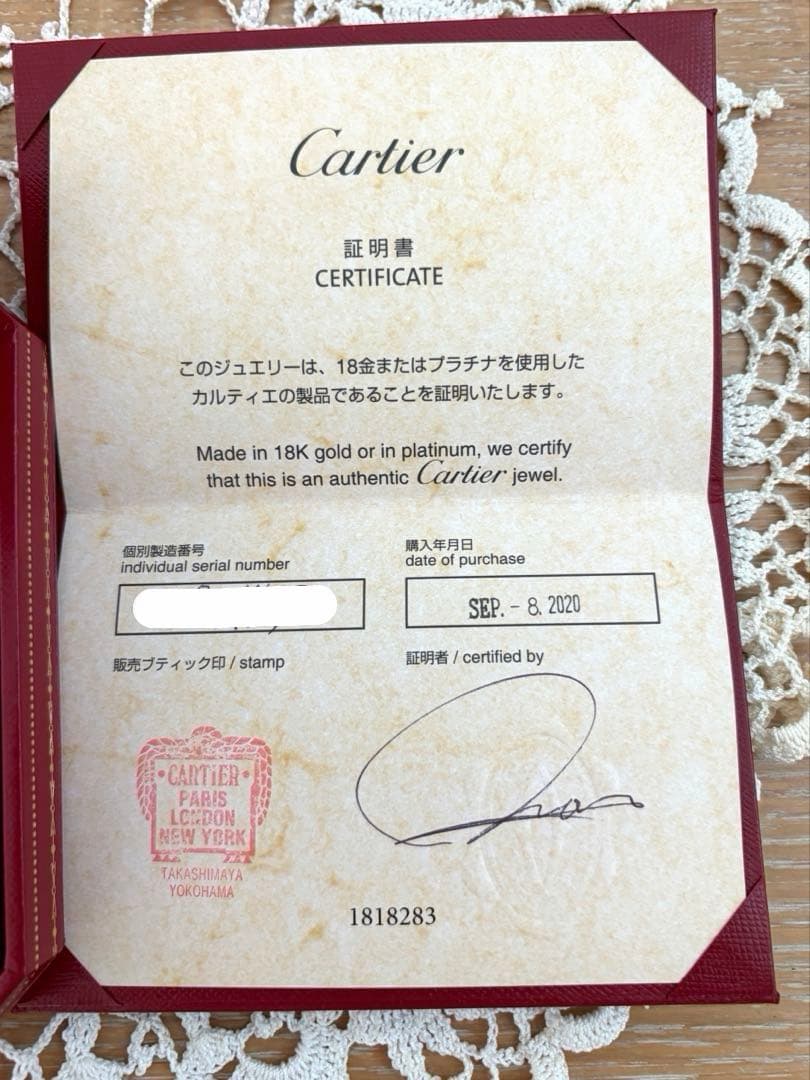 Cartier
証明書
CERTIFICATE
このジュエリーは、18金またはプラチナを使用した
カルティエの製品であることを証明いたします。
Made in 18K gold or in platinum, we certify
that this is an authentic Cartier jewel.
個別製造番号
individual serial number
購入年月日
date of purchase
SEP. - 8. 2020
販売ブティック印 / stamp
証明者 / certified by
CARTIER
PARIS
LONDON
NEW YORK
TAKASHIMAYA
YOKOHAMA
1818283